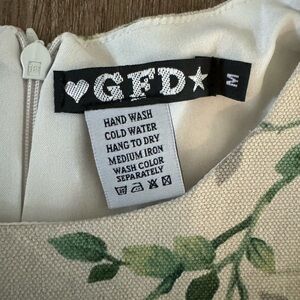 ♥GFD★
M
HAND WASH
COLD WATER
HANG TO DRY
MEDIUM IRON
WASH COLOR
SEPARATELY